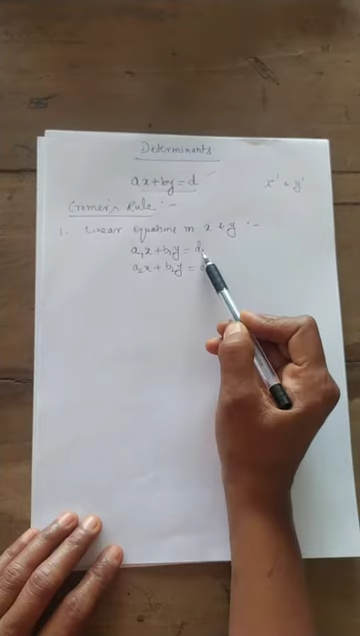 Determinants
ax+by = d
x' & y'
Cramer's Rule :-
1. Linear equations in x & y :-
a₁x + b₁y = d₁
a₂x + b₂y = d